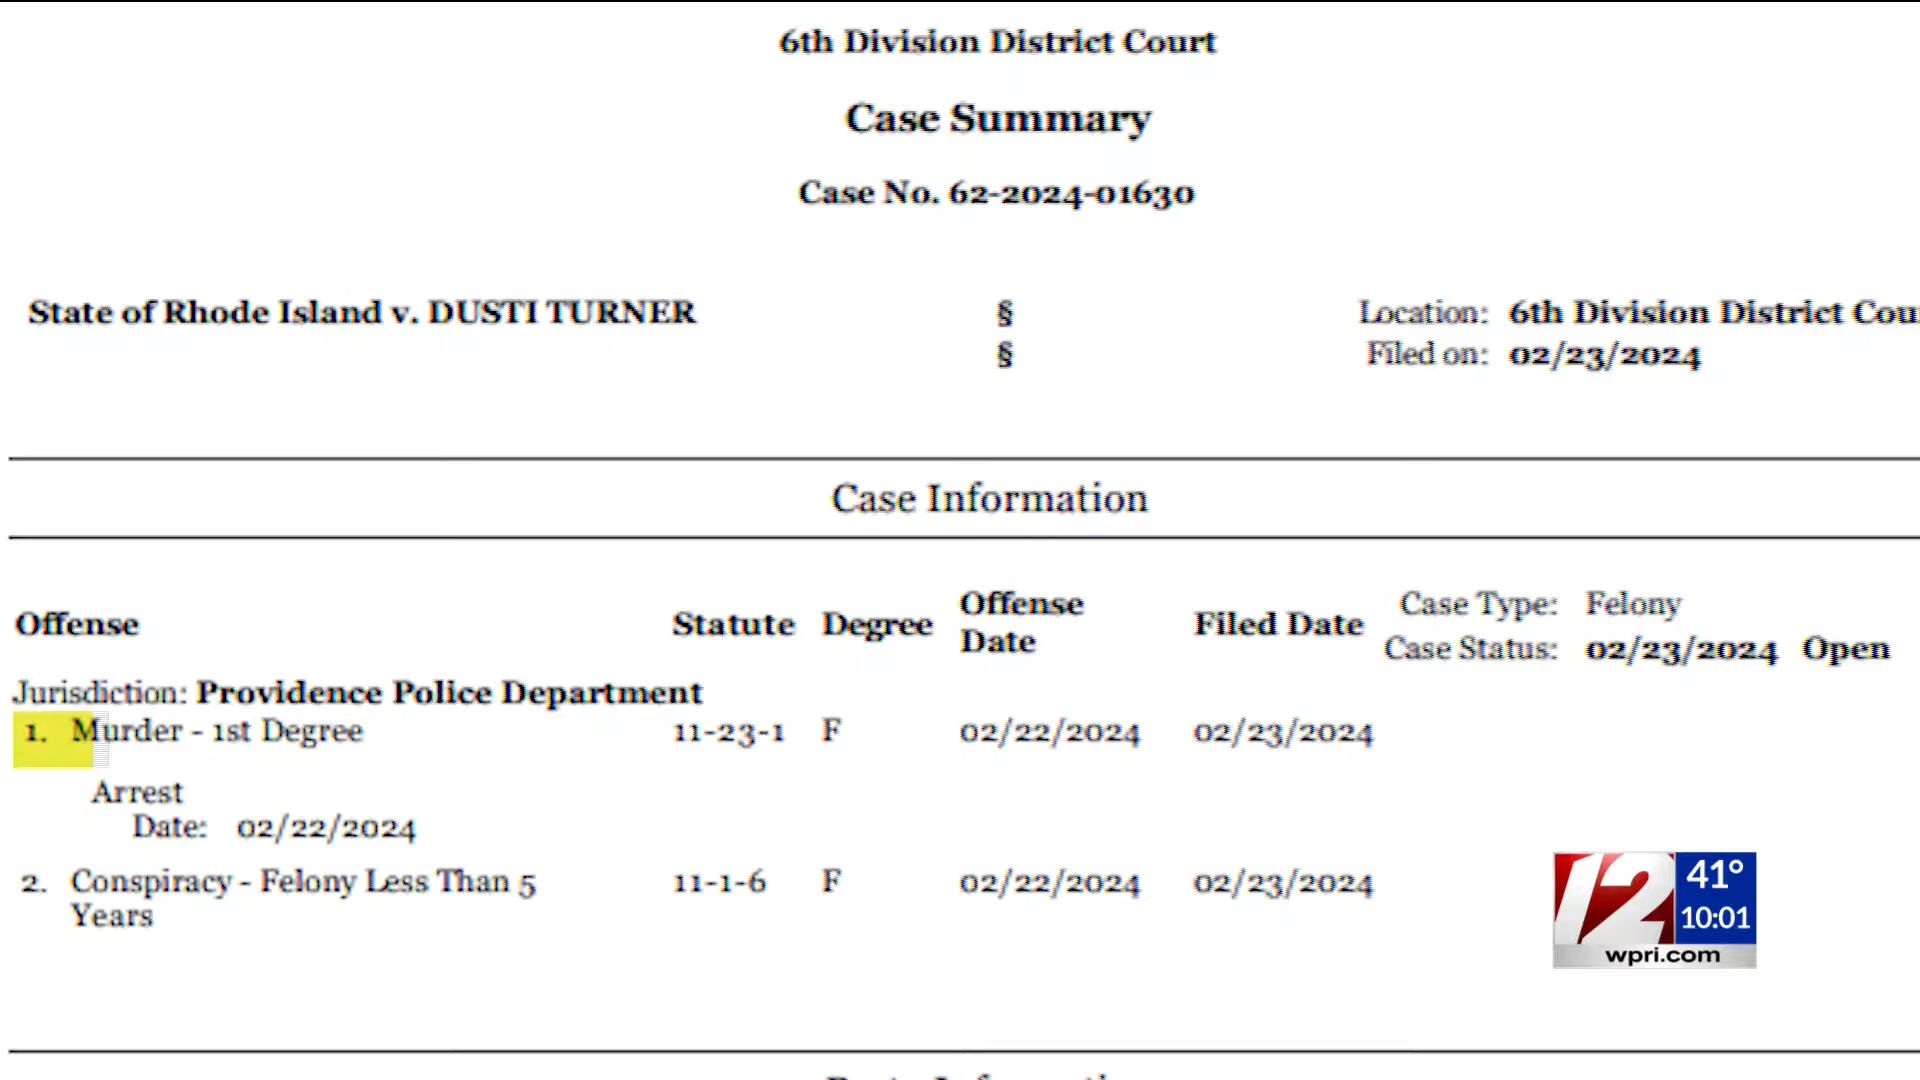 6th Division District Court
Case Summary
Case No. 62-2024-01630
State of Rhode Island v. DUSTI TURNER § Location: 6th Division District Cou
§ Filed on: 02/23/2024
Case Information
Offense Statute Degree Offense Date Filed Date
Case Type: Felony
Case Status: 02/23/2024 Open
Jurisdiction: Providence Police Department
1. Murder - 1st Degree 11-23-1 F 02/22/2024 02/23/2024
Arrest
Date: 02/22/2024
2. Conspiracy - Felony Less Than 5 11-1-6 F 02/22/2024 02/23/2024
Years
12 41°
10:01
wpri.com